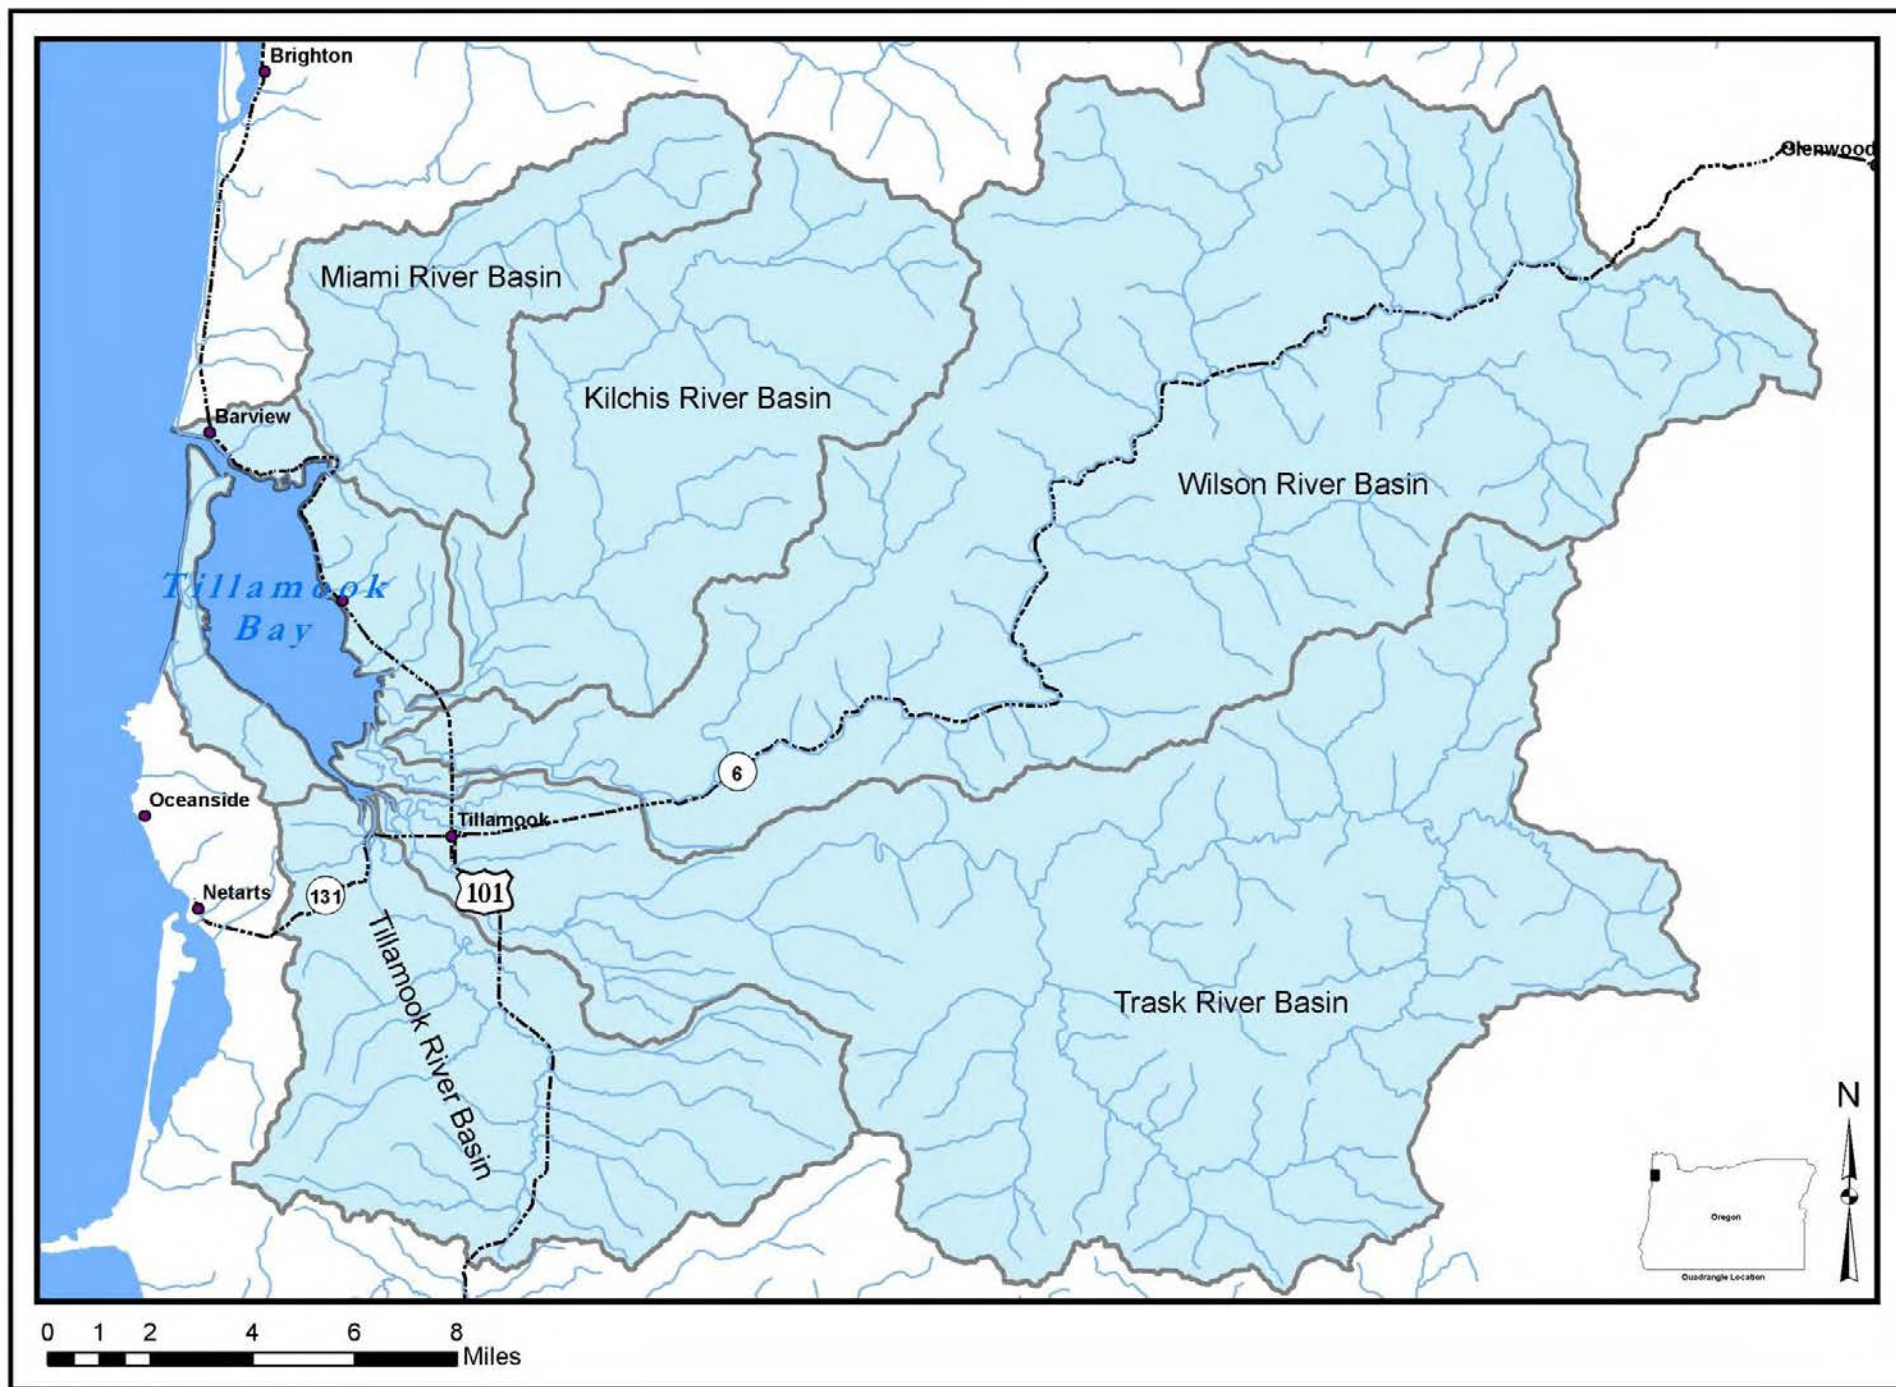 Brighton
Glenwood
Miami River Basin
Kilchis River Basin
Barview
Wilson River Basin
Tillamook
Bay
6
Oceanside
Tillamook
Netarts
131
101
Tillamook River Basin
Trask River Basin
N
Oregon
Quadrangle Location
0 1 2 4 6 8
Miles